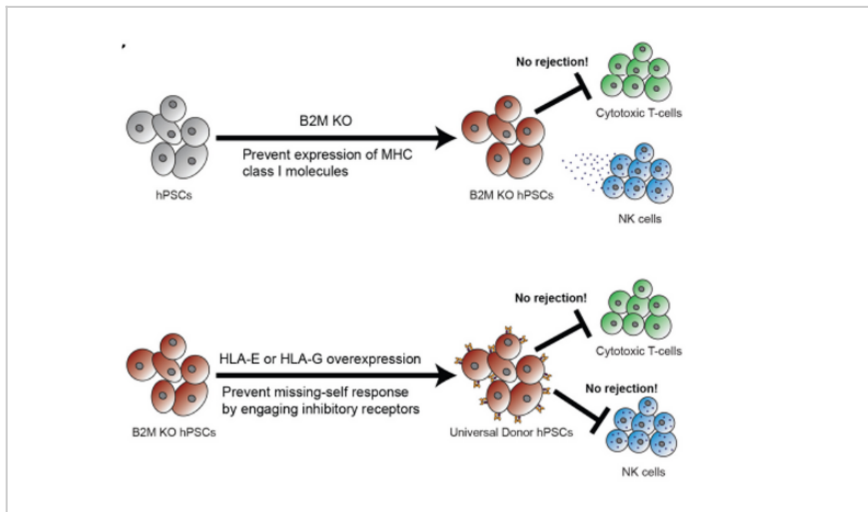 No rejection!
Cytotoxic T-cells
B2M KO
Prevent expression of MHC
class I molecules
hPSCs
B2M KO hPSCs
NK cells
No rejection!
Cytotoxic T-cells
HLA-E or HLA-G overexpression
Prevent missing-self response
by engaging inhibitory receptors
No rejection!
B2M KO hPSCs
Universal Donor hPSCs
NK cells